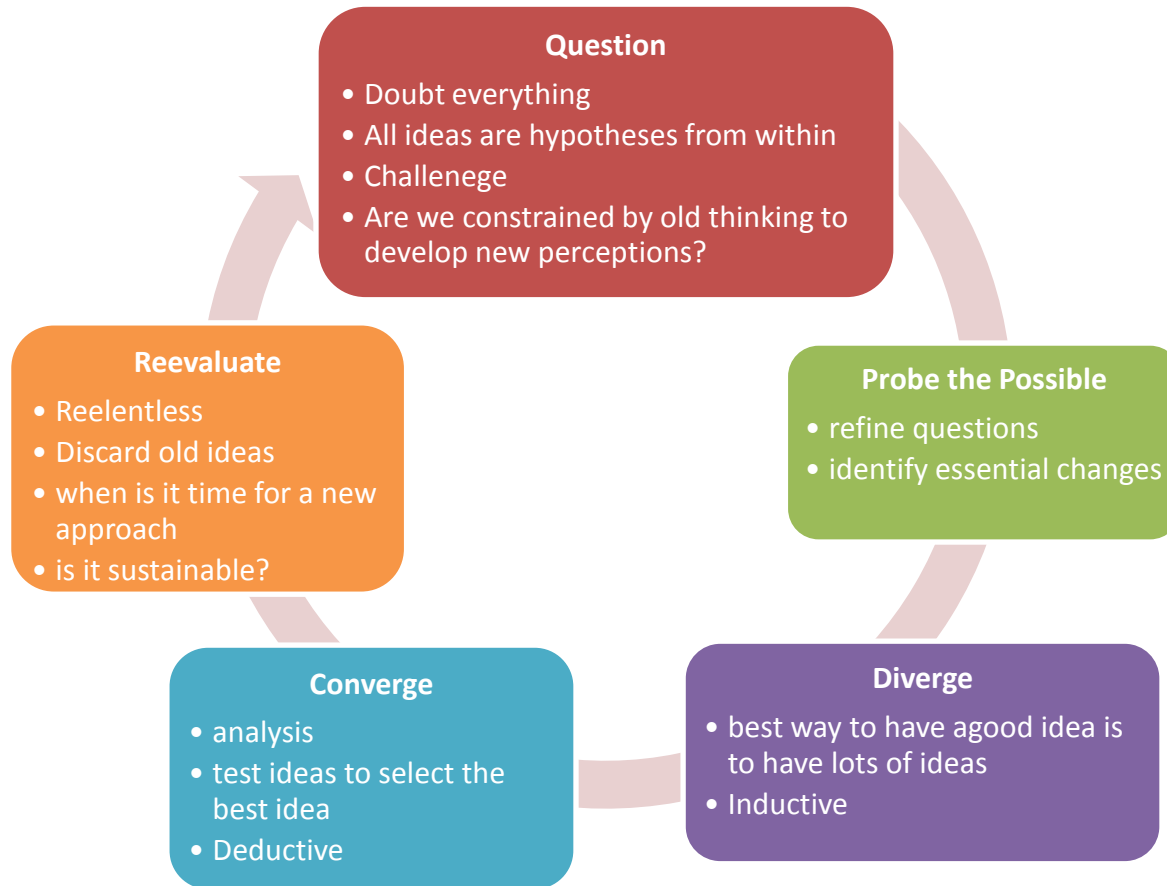 Question
• Doubt everything
• All ideas are hypotheses from within
• Challenege
• Are we constrained by old thinking to
develop new perceptions?
Probe the Possible
• refine questions
• identify essential changes
Diverge
• best way to have agood idea is
to have lots of ideas
• Inductive
Converge
• analysis
• test ideas to select the
best idea
• Deductive
Reevaluate
• Reelentless
• Discard old ideas
• when is it time for a new
approach
• is it sustainable?